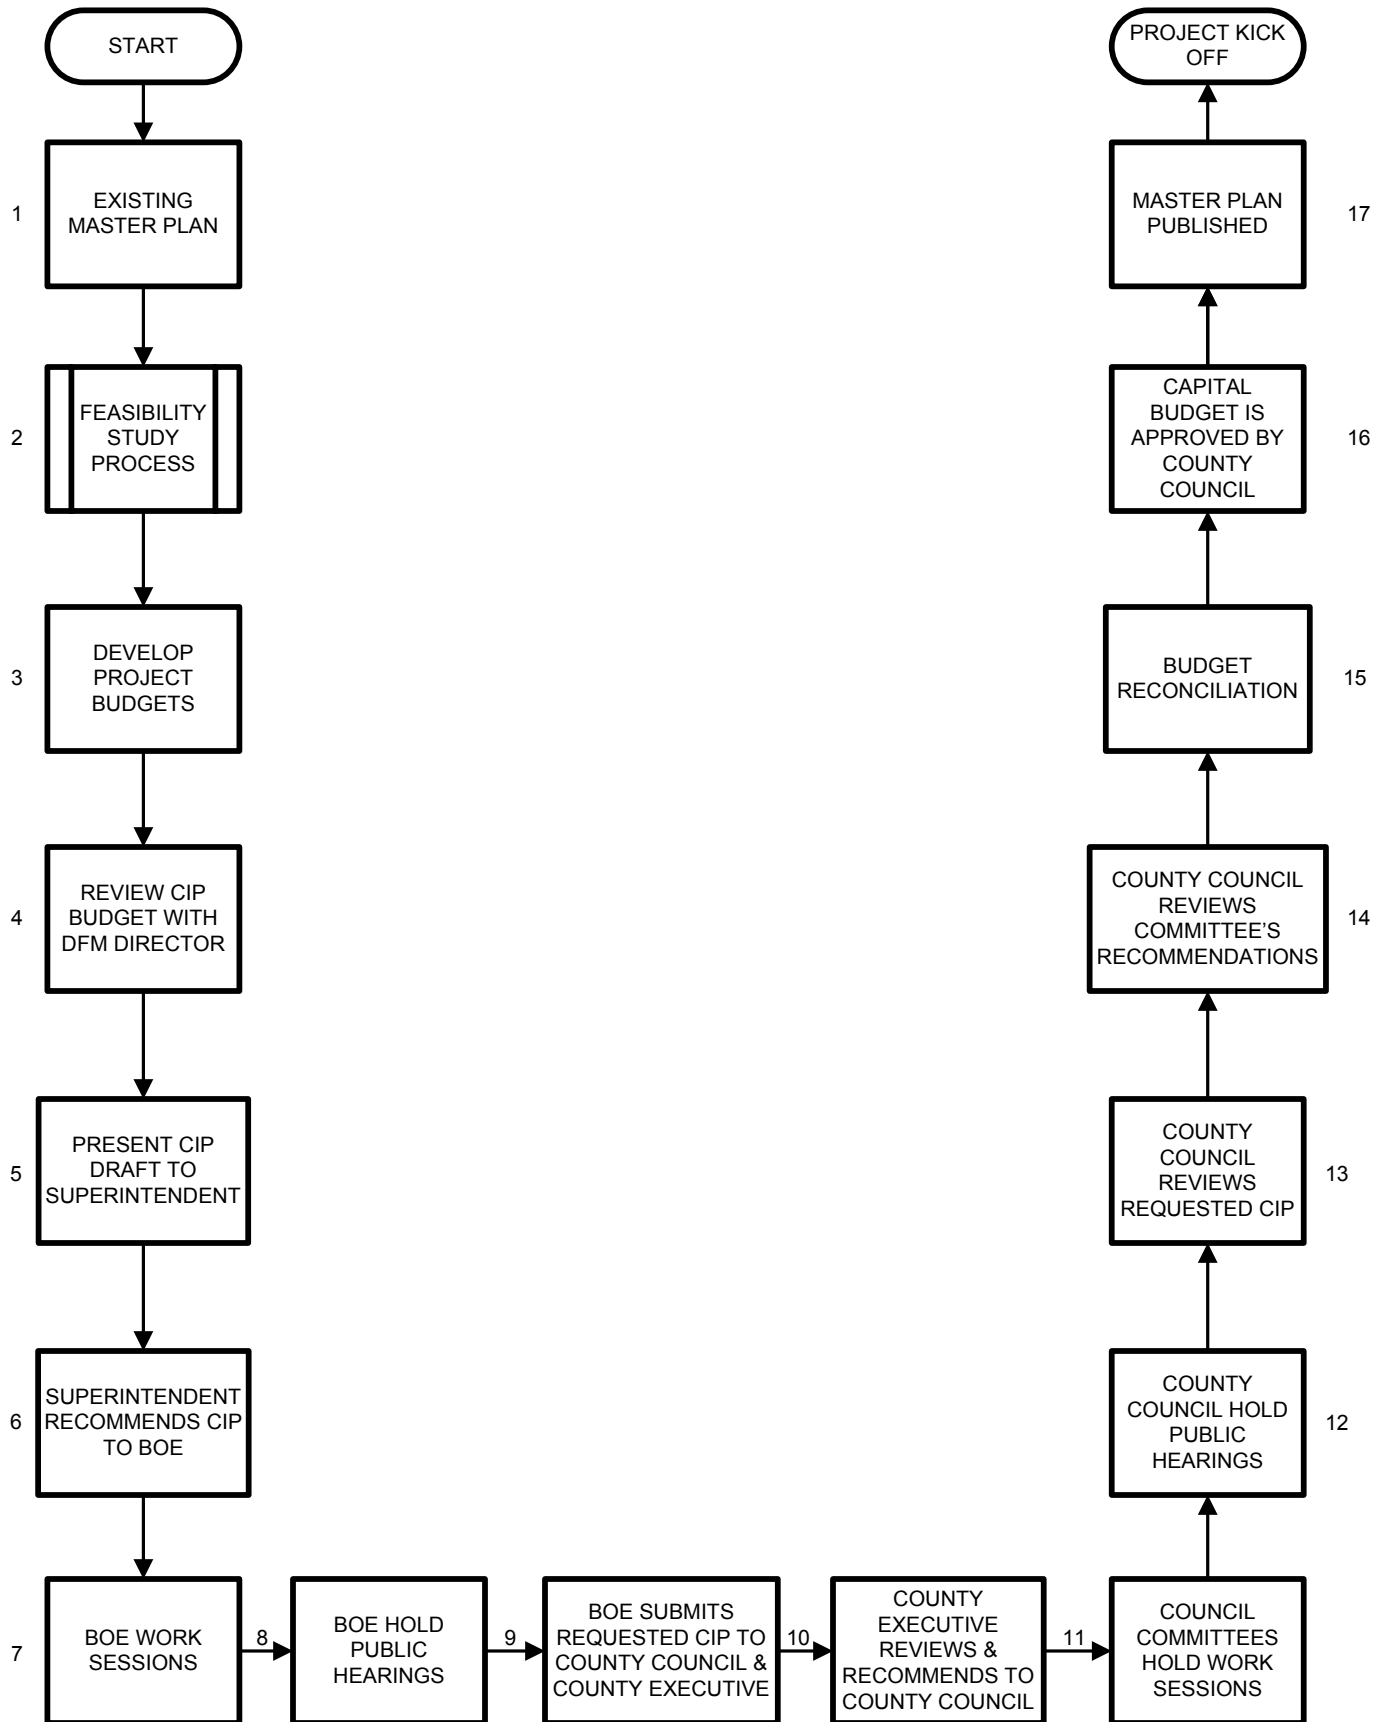 START
1
EXISTING
MASTER PLAN
2
FEASIBILITY
STUDY
PROCESS
3
DEVELOP
PROJECT
BUDGETS
4
REVIEW CIP
BUDGET WITH
DFM DIRECTOR
5
PRESENT CIP
DRAFT TO
SUPERINTENDENT
6
SUPERINTENDENT
RECOMMENDS CIP
TO BOE
7
BOE WORK
SESSIONS
8
BOE HOLD
PUBLIC
HEARINGS
9
BOE SUBMITS
REQUESTED CIP TO
COUNTY COUNCIL &
COUNTY EXECUTIVE
10
COUNTY
EXECUTIVE
REVIEWS &
RECOMMENDS TO
COUNTY COUNCIL
11
COUNCIL
COMMITTEES
HOLD WORK
SESSIONS
COUNTY
COUNCIL HOLD
PUBLIC
HEARINGS
12
COUNTY
COUNCIL
REVIEWS
REQUESTED CIP
13
COUNTY COUNCIL
REVIEWS
COMMITTEE’S
RECOMMENDATIONS
14
BUDGET
RECONCILIATION
15
CAPITAL
BUDGET IS
APPROVED BY
COUNTY
COUNCIL
16
MASTER PLAN
PUBLISHED
17
PROJECT KICK
OFF